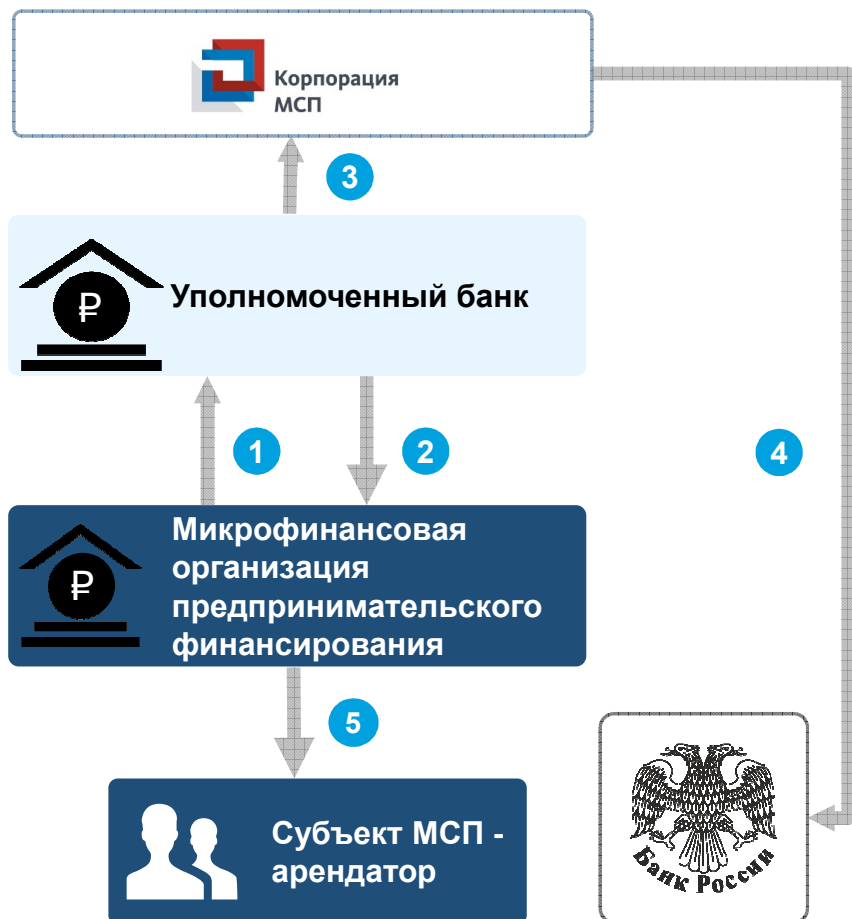 Корпорация
МСП
3
₽
Уполномоченный банк
1
2
4
Микрофинансовая
организация
предпринимательского
финансирования
₽
5
Субъект МСП -
арендатор
Банк России